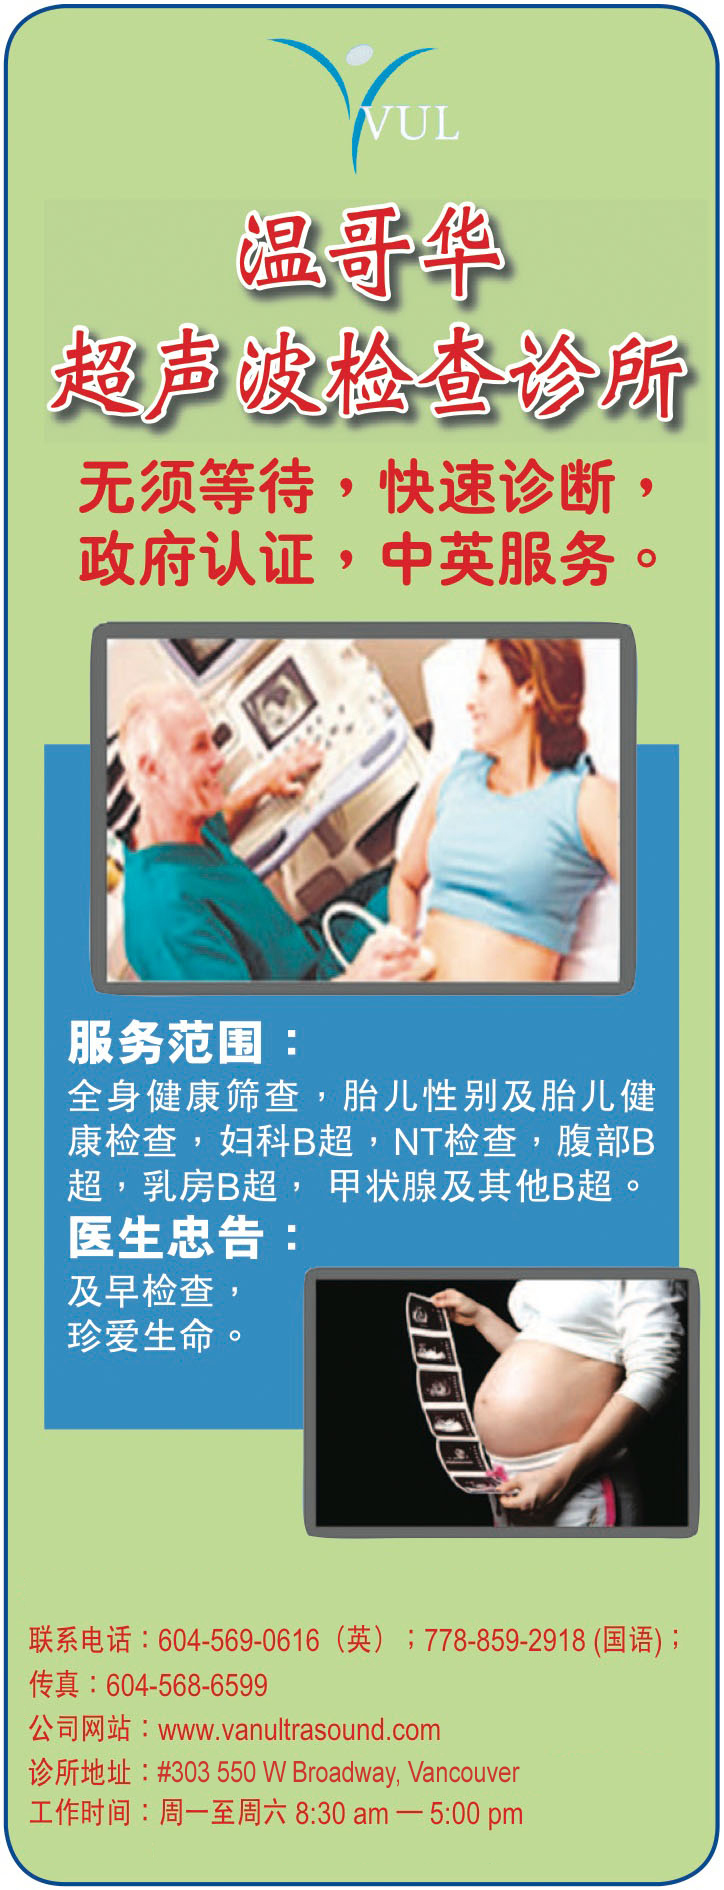 VUL
温哥华
超声波检查诊所
无须等待，快速诊断，
政府认证，中英服务。
服务范围：
全身健康筛查，胎儿性别及胎儿健
康检查，妇科B超，NT检查，腹部B
超，乳房B超， 甲状腺及其他B超。
医生忠告：
及早检查，
珍爱生命。
联系电话：604-569-0616（英）；778-859-2918 (国语)；
传真：604-568-6599
公司网站：www.vanultrasound.com
诊所地址：#303 550 W Broadway, Vancouver
工作时间：周一至周六 8:30 am — 5:00 pm